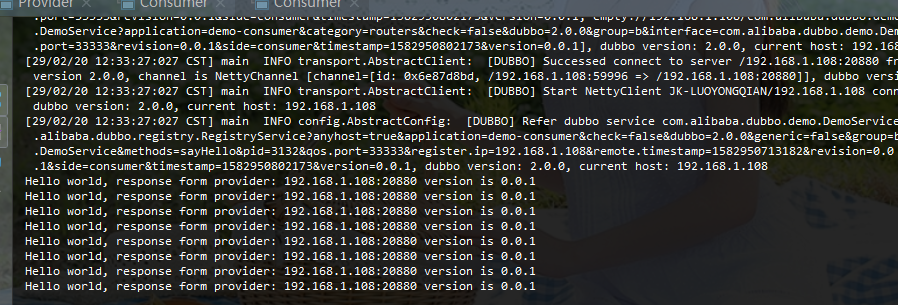 Provider Consumer Consumer
.port=33333&revision=0.0.1&side=consumer&timestamp=1582950802173&version=0.0.1, empty://192.168.1.108/com.alibaba.dubbo.demo
.DemoService?application=demo-consumer&category=routers&check=false&dubbo=2.0.0&group=b&interface=com.alibaba.dubbo.demo.Dem
.port=33333&revision=0.0.1&side=consumer&timestamp=1582950802173&version=0.0.1], dubbo version: 2.0.0, current host: 192.168
[29/02/20 12:33:27:027 CST] main  INFO transport.AbstractClient:  [DUBBO] Successed connect to server /192.168.1.108:20880 fr
version 2.0.0, channel is NettyChannel [channel=[id: 0x6e87d8bd, /192.168.1.108:59996 => /192.168.1.108:20880]], dubbo versi
[29/02/20 12:33:27:027 CST] main  INFO transport.AbstractClient:  [DUBBO] Start NettyClient JK-LUOYONGQIAN/192.168.1.108 conn
dubbo version: 2.0.0, current host: 192.168.1.108
[29/02/20 12:33:27:027 CST] main  INFO config.AbstractConfig:  [DUBBO] Refer dubbo service com.alibaba.dubbo.demo.DemoService
.alibaba.dubbo.registry.RegistryService?anyhost=true&application=demo-consumer&check=false&dubbo=2.0.0&generic=false&group=b
.DemoService&methods=sayHello&pid=3132&qos.port=33333&register.ip=192.168.1.108&remote.timestamp=1582950713182&revision=0.0
.1&side=consumer&timestamp=1582950802173&version=0.0.1, dubbo version: 2.0.0, current host: 192.168.1.108
Hello world, response form provider: 192.168.1.108:20880 version is 0.0.1
Hello world, response form provider: 192.168.1.108:20880 version is 0.0.1
Hello world, response form provider: 192.168.1.108:20880 version is 0.0.1
Hello world, response form provider: 192.168.1.108:20880 version is 0.0.1
Hello world, response form provider: 192.168.1.108:20880 version is 0.0.1
Hello world, response form provider: 192.168.1.108:20880 version is 0.0.1
Hello world, response form provider: 192.168.1.108:20880 version is 0.0.1
Hello world, response form provider: 192.168.1.108:20880 version is 0.0.1